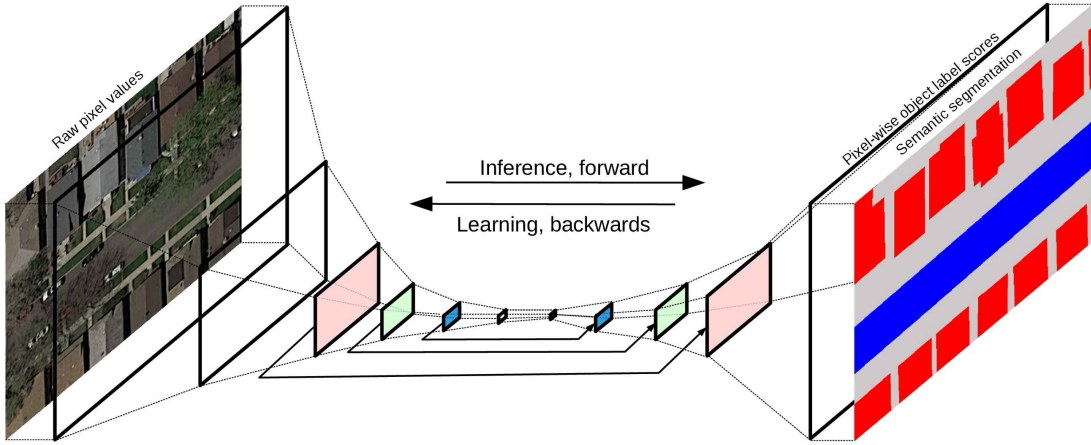 Raw pixel values
Inference, forward
Learning, backwards
Pixel-wise object label scores
Semantic segmentation